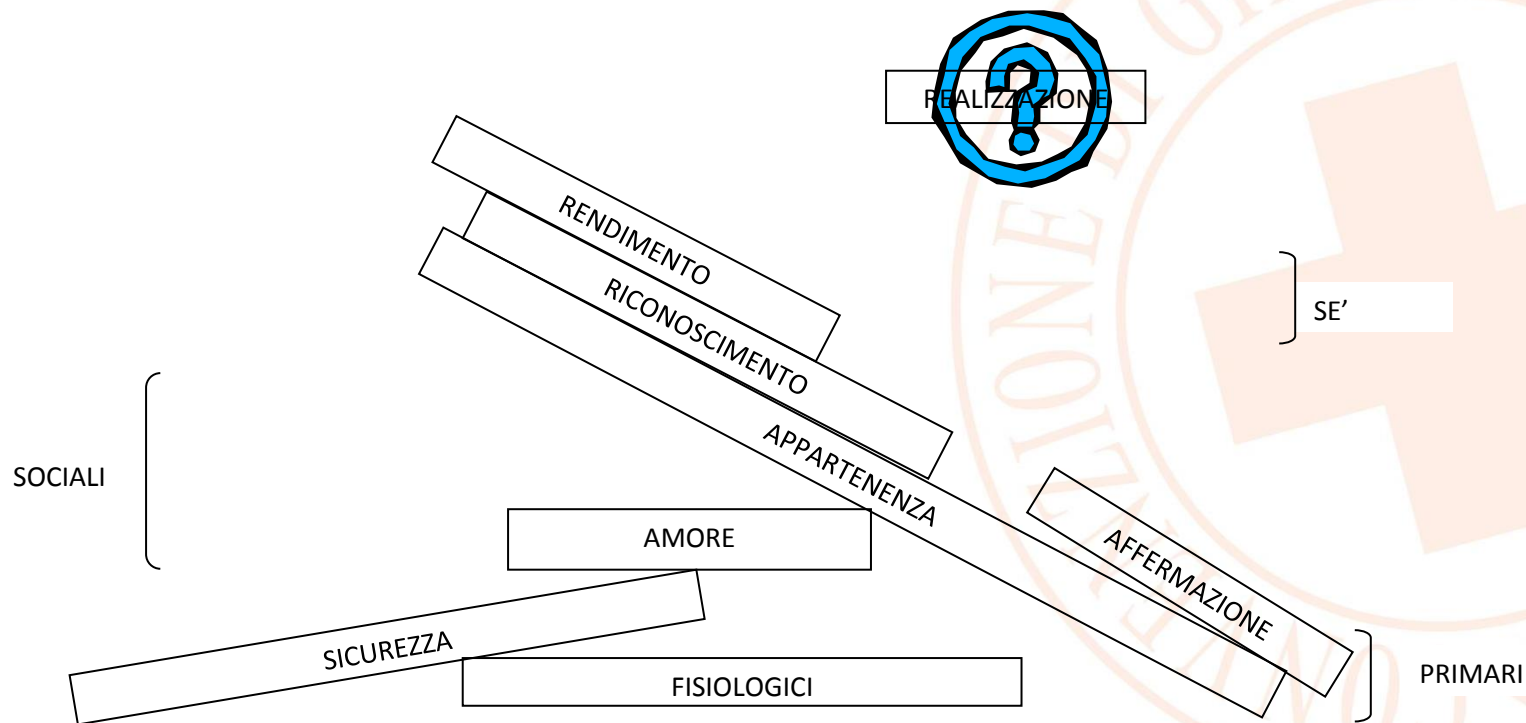 REALIZZAZIONE
RENDIMENTO
RICONOSCIMENTO
SE’
APPARTENENZA
SOCIALI
AMORE
AFFERMAZIONE
SICUREZZA
FISIOLOGICI
PRIMARI